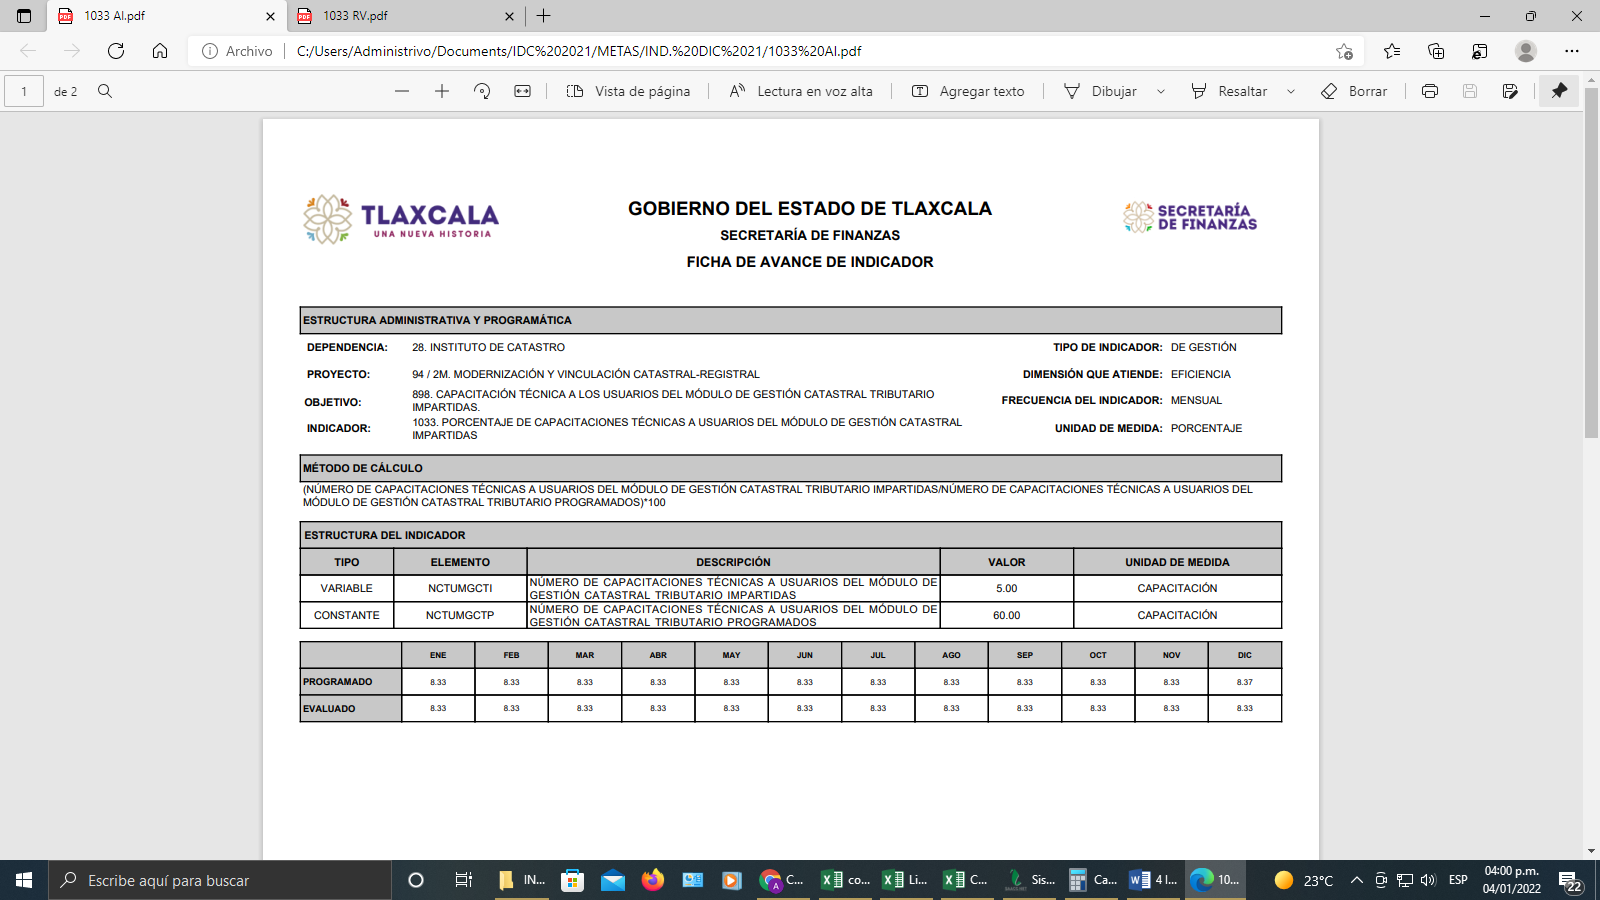 1033 AI.pdf
1033 RV.pdf
Archivo
C:/Users/Administrivo/Documents/IDC%202021/METAS/IND.%20DIC%2021/1033%20AI.pdf
1 de 2
Vista de página
Lectura en voz alta
Agregar texto
Dibujar
Resaltar
Borrar
TLAXCALA
UNA NUEVA HISTORIA
GOBIERNO DEL ESTADO DE TLAXCALA
SECRETARÍA DE FINANZAS
FICHA DE AVANCE DE INDICADOR
SECRETARÍA
DE FINANZAS
ESTRUCTURA ADMINISTRATIVA Y PROGRAMÁTICA
DEPENDENCIA: 28. INSTITUTO DE CATASTRO TIPO DE INDICADOR: DE GESTIÓN
PROYECTO: 94 / 2M. MODERNIZACIÓN Y VINCULACIÓN CATASTRAL-REGISTRAL DIMENSIÓN QUE ATIENDE: EFICIENCIA
OBJETIVO: 898. CAPACITACIÓN TÉCNICA A LOS USUARIOS DEL MÓDULO DE GESTIÓN CATASTRAL TRIBUTARIO
IMPARTIDAS. FRECUENCIA DEL INDICADOR: MENSUAL
INDICADOR: 1033. PORCENTAJE DE CAPACITACIONES TÉCNICAS A USUARIOS DEL MÓDULO DE GESTIÓN CATASTRAL
IMPARTIDAS UNIDAD DE MEDIDA: PORCENTAJE
MÉTODO DE CÁLCULO
(NÚMERO DE CAPACITACIONES TÉCNICAS A USUARIOS DEL MÓDULO DE GESTIÓN CATASTRAL TRIBUTARIO IMPARTIDAS/NÚMERO DE CAPACITACIONES TÉCNICAS A USUARIOS DEL
MÓDULO DE GESTIÓN CATASTRAL TRIBUTARIO PROGRAMADOS)*100
ESTRUCTURA DEL INDICADOR
TIPO ELEMENTO DESCRIPCIÓN VALOR UNIDAD DE MEDIDA
VARIABLE NCTUMGCTI NÚMERO DE CAPACITACIONES TÉCNICAS A USUARIOS DEL MÓDULO DE
GESTIÓN CATASTRAL TRIBUTARIO IMPARTIDAS 5.00 CAPACITACIÓN
CONSTANTE NCTUMGCTP NÚMERO DE CAPACITACIONES TÉCNICAS A USUARIOS DEL MÓDULO DE
GESTIÓN CATASTRAL TRIBUTARIO PROGRAMADOS 60.00 CAPACITACIÓN
ENE FEB MAR ABR MAY JUN JUL AGO SEP OCT NOV DIC
PROGRAMADO 8.33 8.33 8.33 8.33 8.33 8.33 8.33 8.33 8.33 8.33 8.33 8.37
EVALUADO 8.33 8.33 8.33 8.33 8.33 8.33 8.33 8.33 8.33 8.33 8.33 8.33
Escribe aquí para buscar
IN...
C...
co...
Li...
C...
Sis...
Ca...
4 I...
10...
23°C
ESP
04:00 p.m.
04/01/2022
22